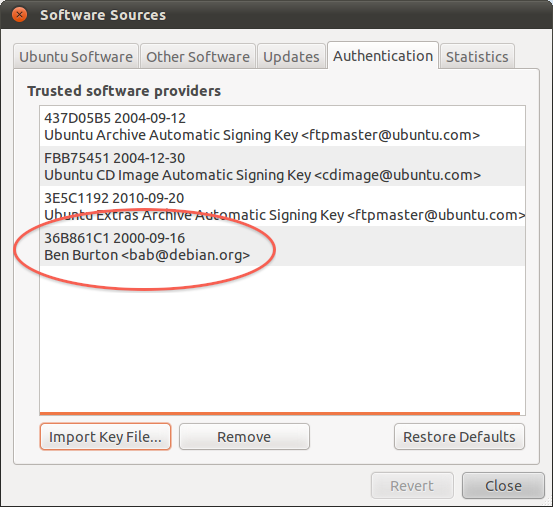 Software Sources
Ubuntu Software Other Software Updates Authentication Statistics
Trusted software providers
437D05B5 2004-09-12
Ubuntu Archive Automatic Signing Key <ftpmaster@ubuntu.com>
FBB75451 2004-12-30
Ubuntu CD Image Automatic Signing Key <cdimage@ubuntu.com>
3E5C1192 2010-09-20
Ubuntu Extras Archive Automatic Signing Key <ftpmaster@ubuntu.com>
36B861C1 2000-09-16
Ben Burton <bab@debian.org>
Import Key File... Remove Restore Defaults
Revert Close